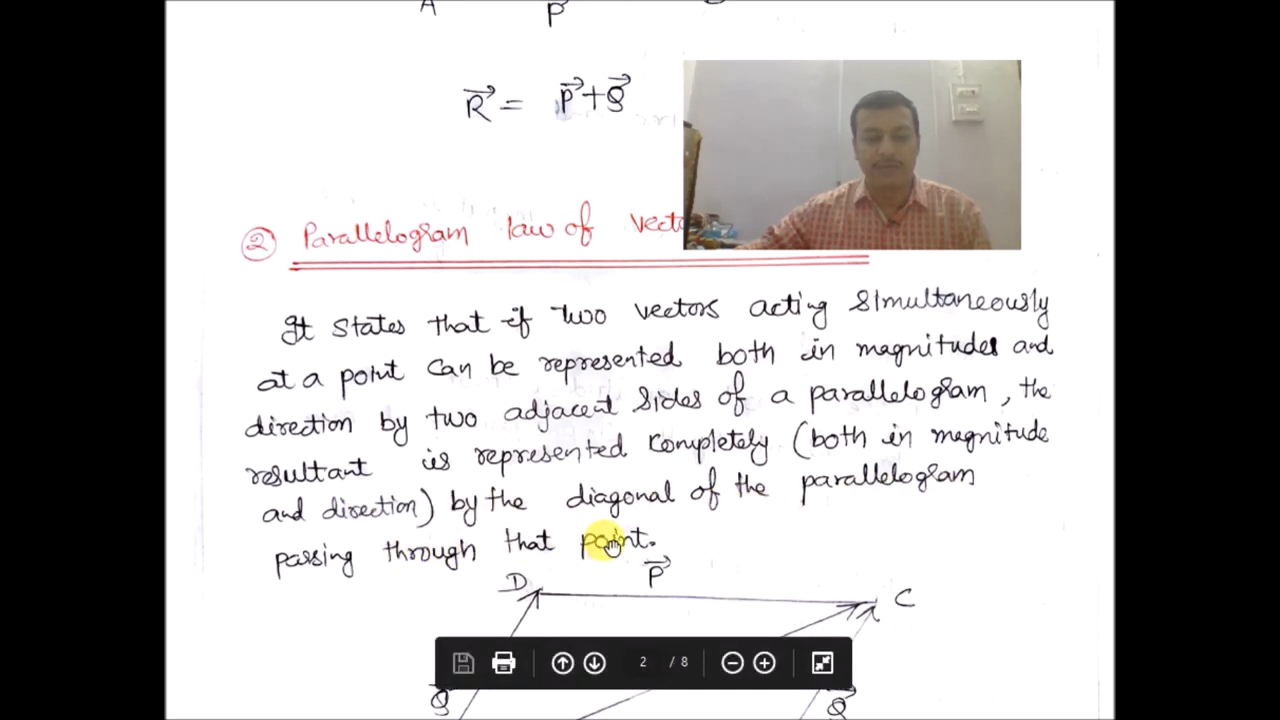 A P
R = P + Q
2 Parallelogram law of
It states that if two vectors acting simultaneously
at a point can be represented both in magnitudes and
direction by two adjacent sides of a parallelogram, the
resultant is represented completely (both in magnitude
and direction) by the diagonal of the parallelogram
passing through that point.
P
D C
2 / 8
Q Q